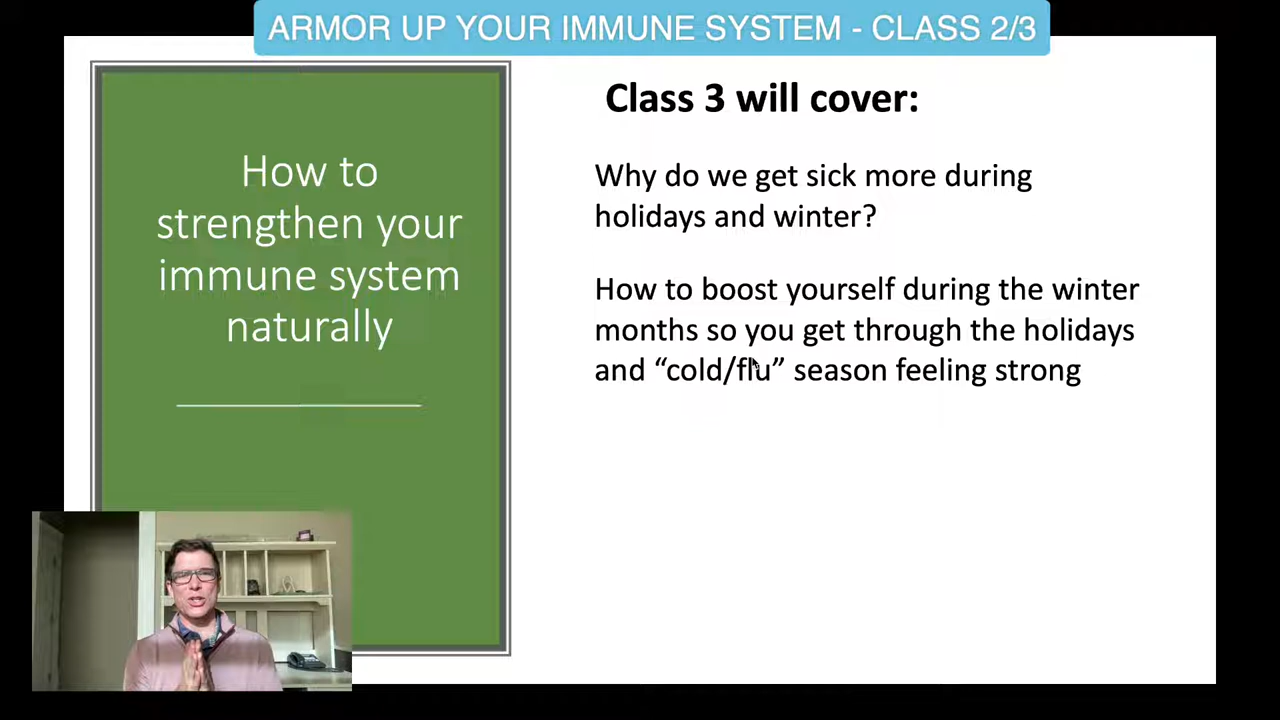 ARMOR UP YOUR IMMUNE SYSTEM - CLASS 2/3
How to
strengthen your
immune system
naturally
Class 3 will cover:
Why do we get sick more during
holidays and winter?
How to boost yourself during the winter
months so you get through the holidays
and “cold/flu” season feeling strong